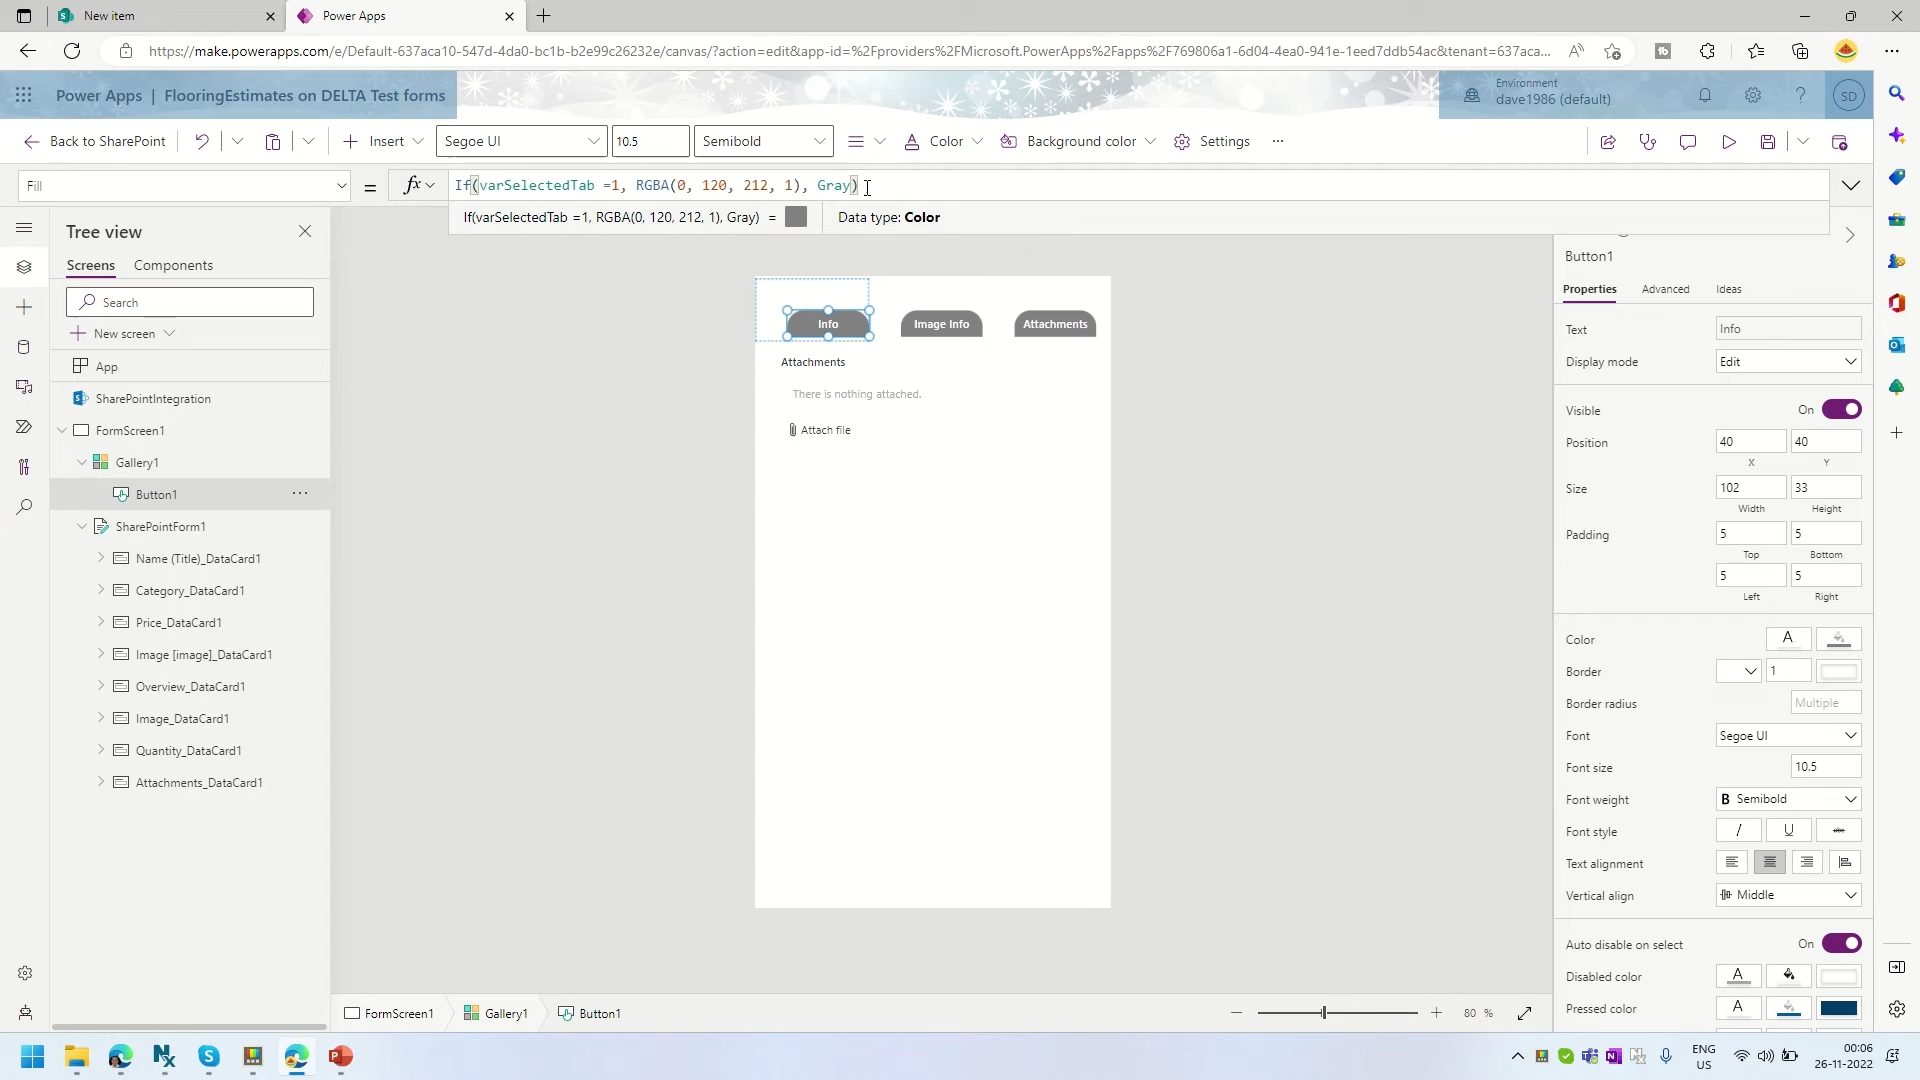 New item
Power Apps
https://make.powerapps.com/e/Default-637aca10-547d-4da0-bc1b-b2e99c26232e/canvas/?action=edit&app-id=%2Fproviders%2FMicrosoft.PowerApps%2Fapps%2F769806a1-6d04-4ea0-941e-1eed7ddb54ac&tenant=637aca...
Power Apps | FlooringEstimates on DELTA Test forms
Environment
dave1986 (default)
SD
Back to SharePoint
Insert
Segoe UI
10.5
Semibold
Color
Background color
Settings
Fill
= fx
If(varSelectedTab =1, RGBA(0, 120, 212, 1), Gray)
If(varSelectedTab =1, RGBA(0, 120, 212, 1), Gray) =
Data type: Color
Tree view
Screens
Components
Search
New screen
App
SharePointIntegration
FormScreen1
Gallery1
Button1
SharePointForm1
Name (Title)_DataCard1
Category_DataCard1
Price_DataCard1
Image [image]_DataCard1
Overview_DataCard1
Image_DataCard1
Quantity_DataCard1
Attachments_DataCard1
Info
Image Info
Attachments
Attachments
There is nothing attached.
Attach file
Button1
Properties
Advanced
Ideas
Text
Info
Display mode
Edit
Visible
On
Position
40
40
X
Y
Size
102
33
Width
Height
Padding
5
5
Top
Bottom
5
5
Left
Right
Color
A
Border
1
Border radius
Multiple
Font
Segoe UI
Font size
10.5
Font weight
B Semibold
Font style
/
U
abc
Text alignment
Vertical align
Middle
Auto disable on select
On
Disabled color
A
Pressed color
A
FormScreen1
Gallery1
Button1
80 %
ENG
US
00:06
26-11-2022